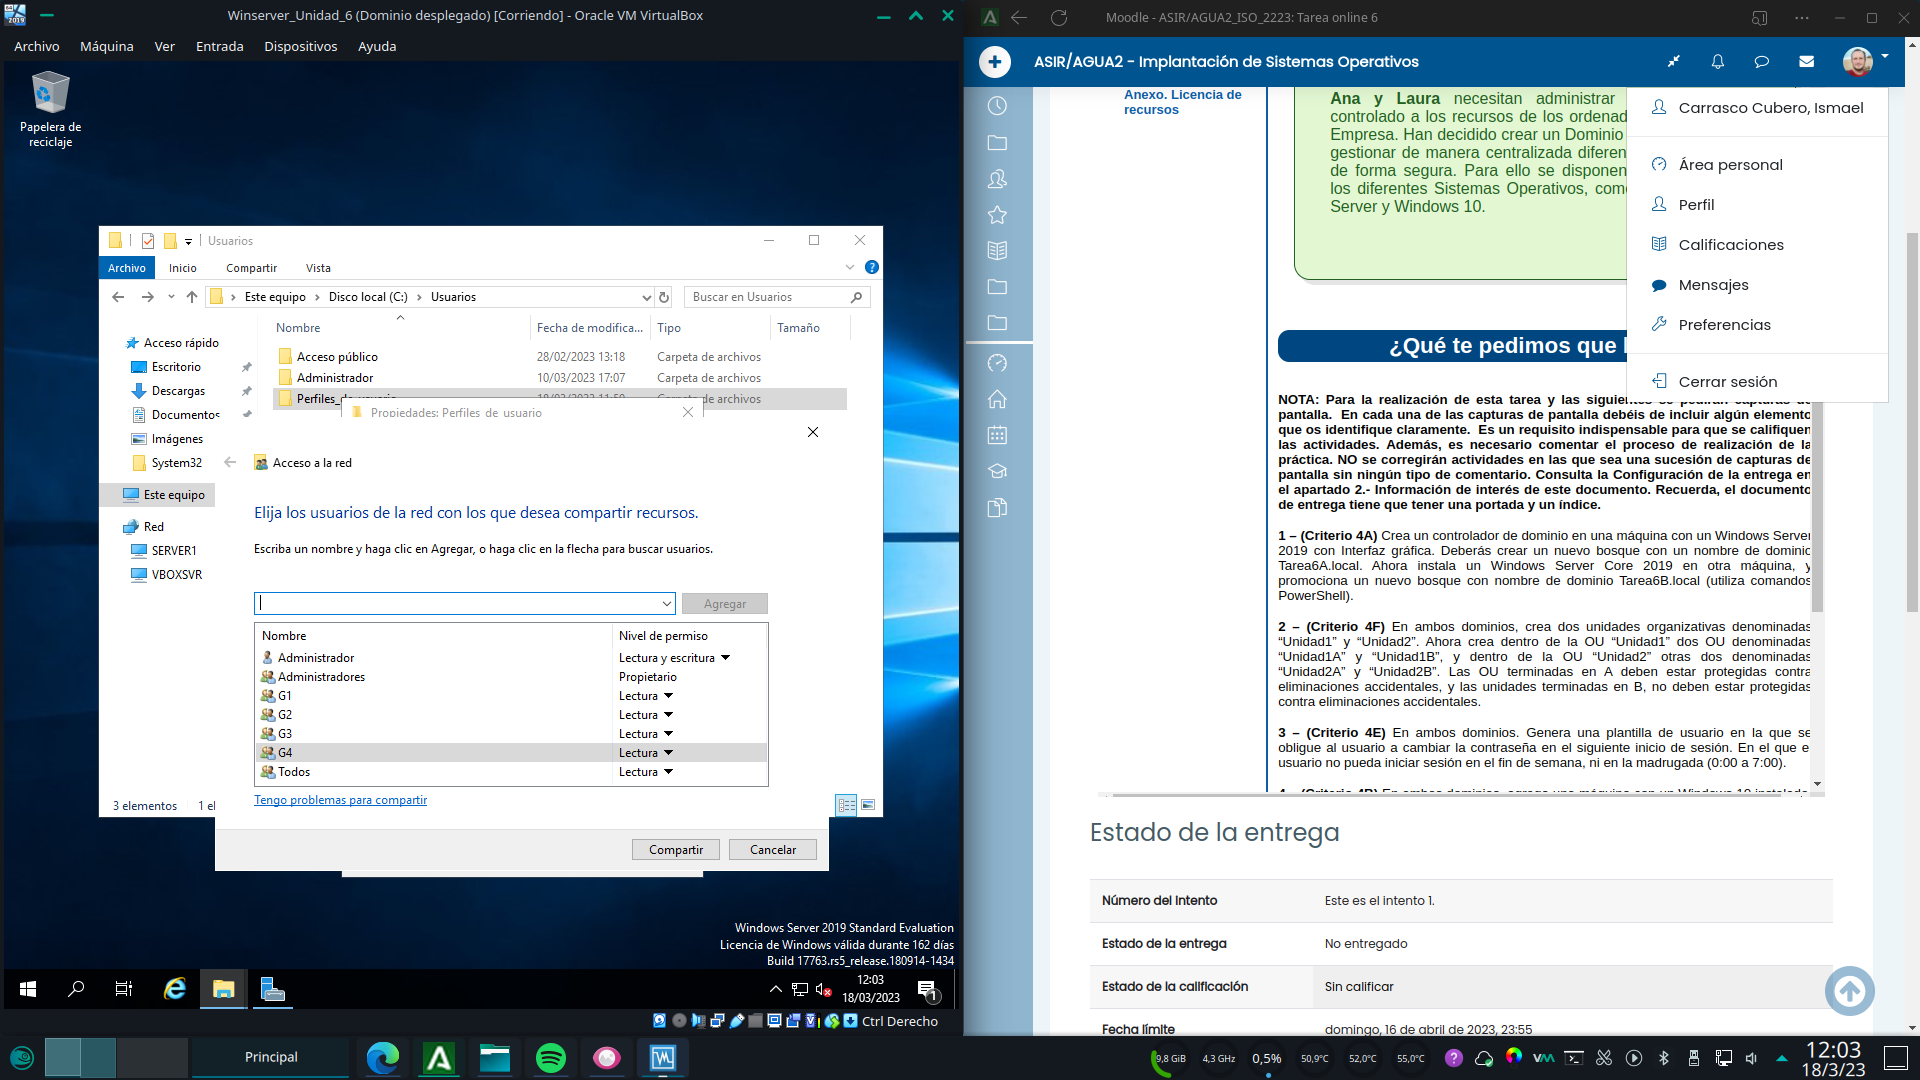 Winserver_Unidad_6 (Dominio desplegado) [Corriendo] - Oracle VM VirtualBox
Archivo Máquina Ver Entrada Dispositivos Ayuda
Papelera de
reciclaje
Usuarios
Archivo Inicio Compartir Vista
Este equipo Disco local (C:) Usuarios
Buscar en Usuarios
Nombre Fecha de modifica... Tipo Tamaño
Acceso rápido
Escritorio
Descargas
Documentos
Imágenes
System32
Este equipo
Red
SERVER1
VBOXSVR
Acceso público 28/02/2023 13:18 Carpeta de archivos
Administrador 10/03/2023 17:07 Carpeta de archivos
Perfiles_de_usuario 18/03/2023 11:59 Carpeta de archivos
Propiedades: Perfiles_de_usuario
Acceso a la red
Elija los usuarios de la red con los que desea compartir recursos.
Escriba un nombre y haga clic en Agregar, o haga clic en la flecha para buscar usuarios.
Agregar
Nombre Nivel de permiso
Administrador Lectura y escritura
Administradores Propietario
G1 Lectura
G2 Lectura
G3 Lectura
G4 Lectura
Todos Lectura
Tengo problemas para compartir
3 elementos 1 el
Compartir Cancelar
Windows Server 2019 Standard Evaluation
Licencia de Windows válida durante 162 días
Build 17763.rs5_release.180914-1434
12:03
18/03/2023
1
Ctrl Derecho
Moodle - ASIR/AGUA2_ISO_2223: Tarea online 6
ASIR/AGUA2 - Implantación de Sistemas Operativos
Anexo. Licencia de
recursos
Ana y Laura necesitan administrar
controlado a los recursos de los ordenad
Empresa. Han decidido crear un Dominio
gestionar de manera centralizada diferen
de forma segura. Para ello se disponen
los diferentes Sistemas Operativos, como
Server y Windows 10.
Carrasco Cubero, Ismael
Área personal
Perfil
Calificaciones
Mensajes
Preferencias
Cerrar sesión
¿Qué te pedimos que
NOTA: Para la realización de esta tarea y las siguientes se pedirán capturas de
pantalla. En cada una de las capturas de pantalla debéis de incluir algún elemento
que os identifique claramente. Es un requisito indispensable para que se califiquen
las actividades. Además, es necesario comentar el proceso de realización de la
práctica. NO se corregirán actividades en las que sea una sucesión de capturas de
pantalla sin ningún tipo de comentario. Consulta la Configuración de la entrega en
el apartado 2.- Información de interés de este documento. Recuerda, el documento
de entrega tiene que tener una portada y un índice.
1 – (Criterio 4A) Crea un controlador de dominio en una máquina con un Windows Server
2019 con Interfaz gráfica. Deberás crear un nuevo bosque con un nombre de dominio
Tarea6A.local. Ahora instala un Windows Server Core 2019 en otra máquina, y
promociona un nuevo bosque con nombre de dominio Tarea6B.local (utiliza comandos
PowerShell).
2 – (Criterio 4F) En ambos dominios, crea dos unidades organizativas denominadas
“Unidad1” y “Unidad2”. Ahora crea dentro de la OU “Unidad1” dos OU denominadas
“Unidad1A” y “Unidad1B”, y dentro de la OU “Unidad2” otras dos denominadas
“Unidad2A” y “Unidad2B”. Las OU terminadas en A deben estar protegidas contra
eliminaciones accidentales, y las unidades terminadas en B, no deben estar protegidas
contra eliminaciones accidentales.
3 – (Criterio 4E) En ambos dominios. Genera una plantilla de usuario en la que se
obligue al usuario a cambiar la contraseña en el siguiente inicio de sesión. En el que e
usuario no pueda iniciar sesión en el fin de semana, ni en la madrugada (0:00 a 7:00).
Estado de la entrega
Número del Intento Este es el intento 1.
Estado de la entrega No entregado
Estado de la calificación Sin calificar
Fecha límite domingo, 16 de abril de 2023, 23:55
Principal
9,8 GiB 4,3 GHz 0,5% 50,9°C 52,0°C 55,0°C
12:03
18/3/23